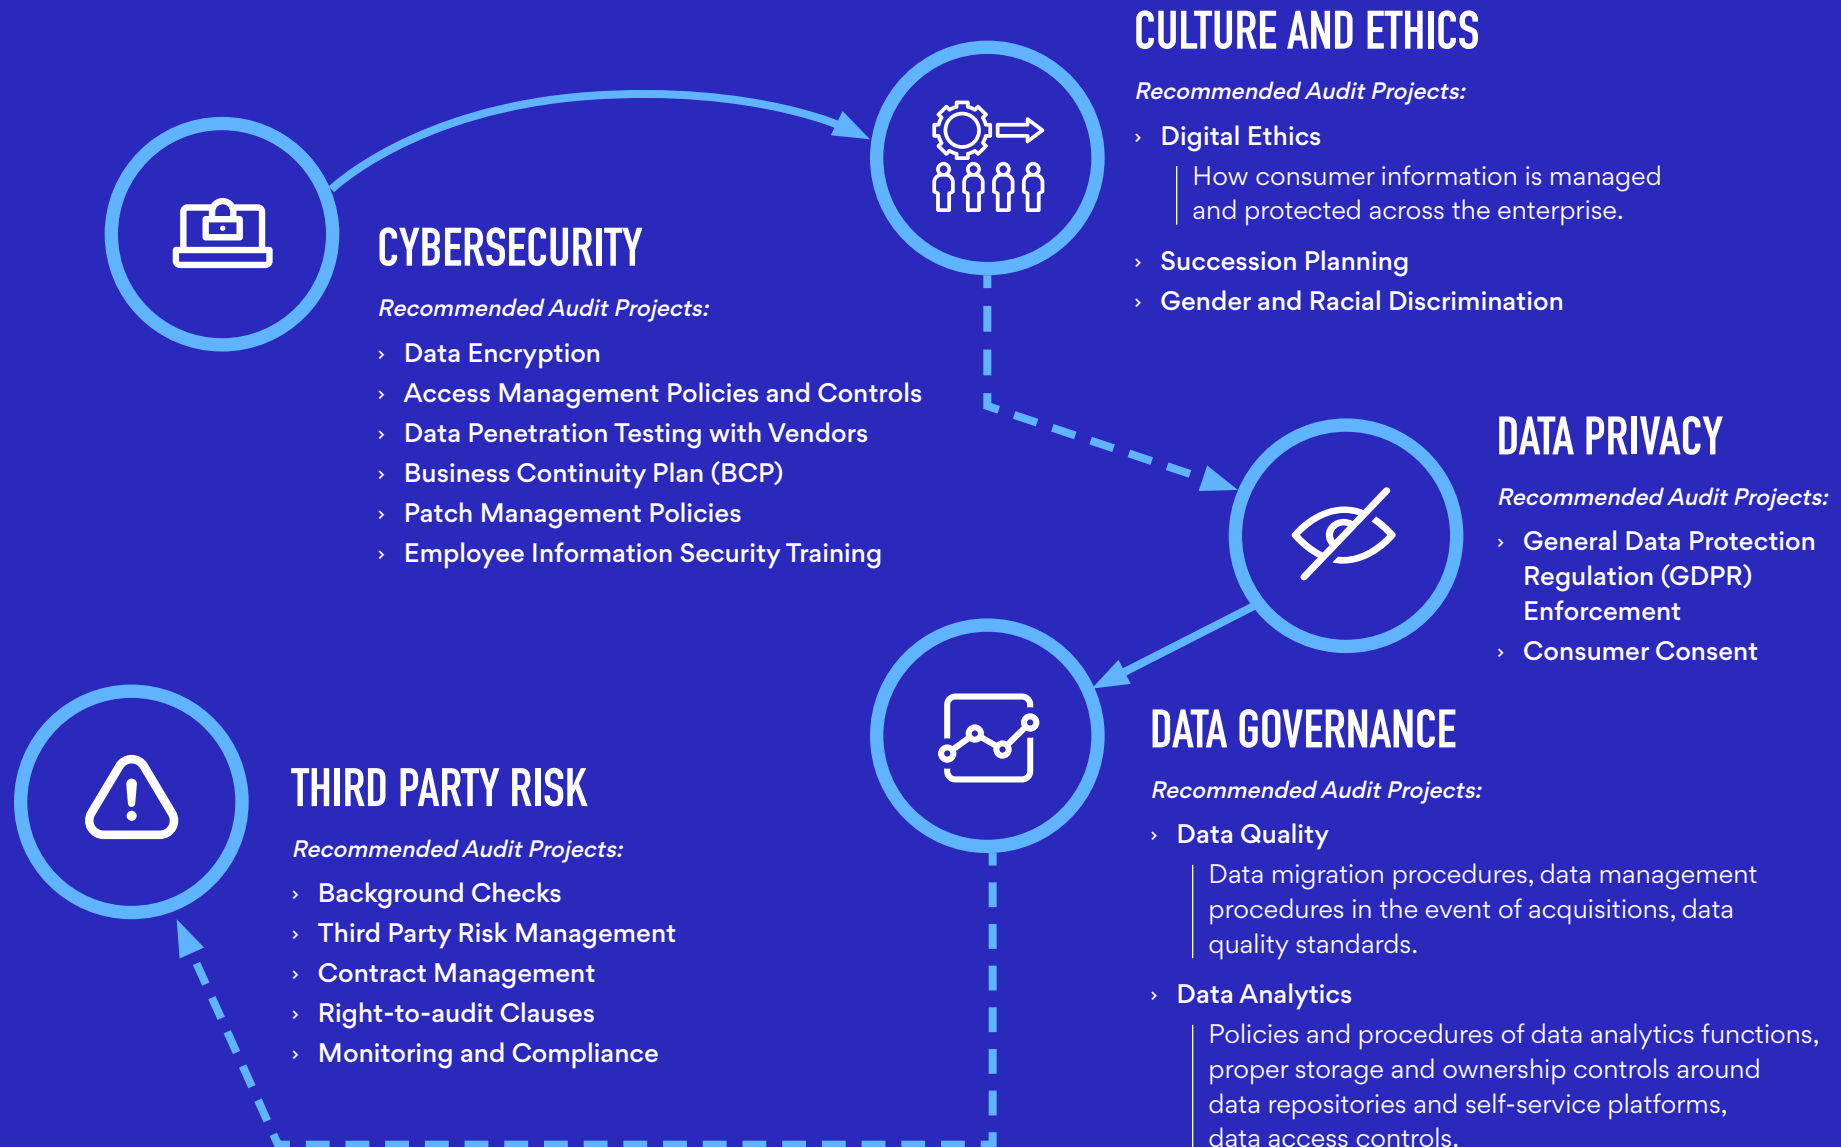 CYBERSECURITY
Recommended Audit Projects:
› Data Encryption
› Access Management Policies and Controls
› Data Penetration Testing with Vendors
› Business Continuity Plan (BCP)
› Patch Management Policies
› Employee Information Security Training
CULTURE AND ETHICS
Recommended Audit Projects:
› Digital Ethics
How consumer information is managed
and protected across the enterprise.
› Succession Planning
› Gender and Racial Discrimination
DATA PRIVACY
Recommended Audit Projects:
› General Data Protection
Regulation (GDPR)
Enforcement
› Consumer Consent
DATA GOVERNANCE
Recommended Audit Projects:
› Data Quality
Data migration procedures, data management
procedures in the event of acquisitions, data
quality standards.
› Data Analytics
Policies and procedures of data analytics functions,
proper storage and ownership controls around
data repositories and self-service platforms,
data access controls.
THIRD PARTY RISK
Recommended Audit Projects:
› Background Checks
› Third Party Risk Management
› Contract Management
› Right-to-audit Clauses
› Monitoring and Compliance